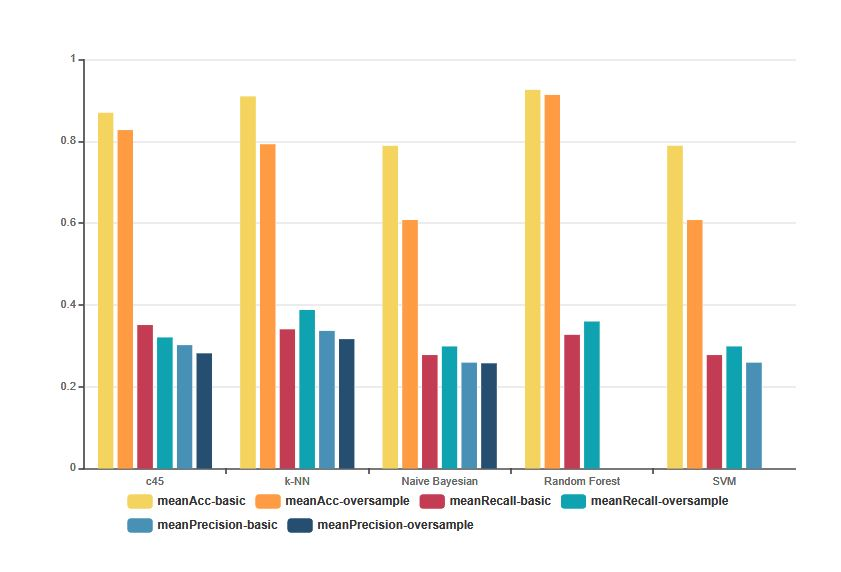 1
0.8
0.6
0.4
0.2
0
c45 k-NN Naive Bayesian Random Forest SVM
meanAcc-basic meanAcc-oversample meanRecall-basic meanRecall-oversample
meanPrecision-basic meanPrecision-oversample